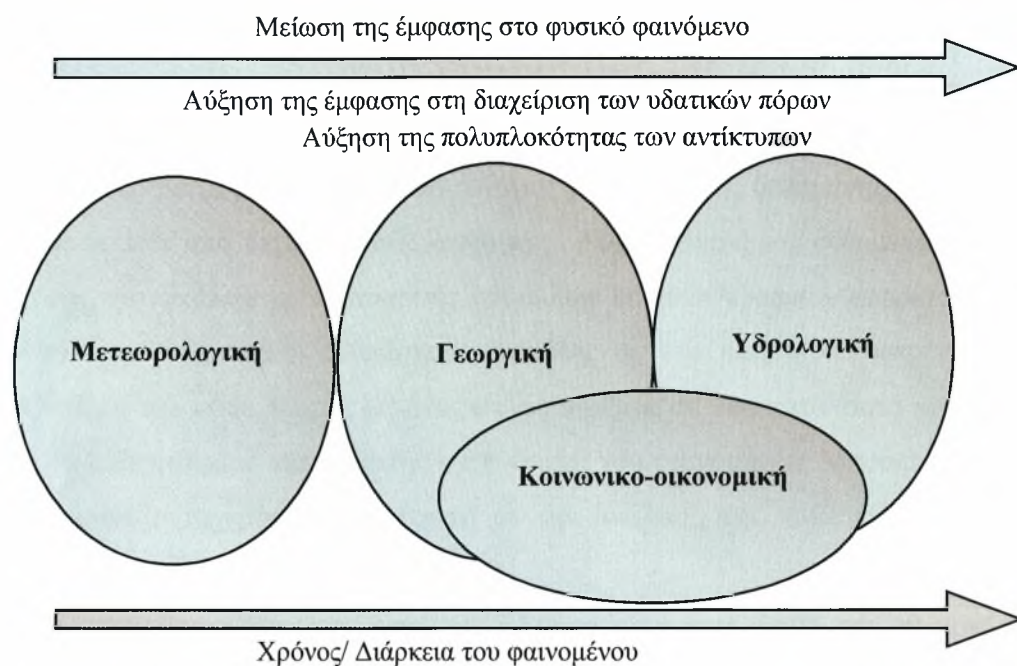 Μείωση της έμφασης στο φυσικό φαινόμενο
Αύξηση της έμφασης στη διαχείριση των υδατικών πόρων
Αύξηση της πολυπλοκότητας των αντίκτυπων
Μετεωρολογική
Γεωργική
Υδρολογική
Κοινωνικο-οικονομική
Χρόνος/ Διάρκεια του φαινομένου